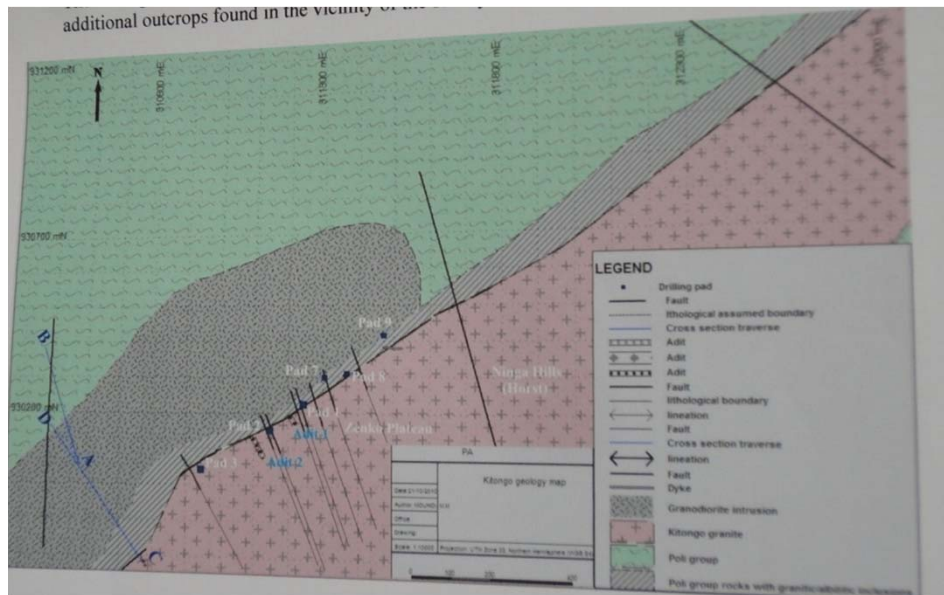 additional outcrops found in the vicinity of the
931200 mN
N
310800 mE
311300 mE
311800 mE
312300 mE
930700 mN
930200 mN
B
D
A
C
Pad 9
Pad 7
Pad 8
Pad 1
Pad 2
Pad 3
Adit 1
Adit 2
Zenko Plateau
Ninga Hills
(Horst)
LEGEND
Drilling pad
Fault
lithological assumed boundary
Cross section traverse
Adit
Adit
Adit
Fault
lithological boundary
lineation
Fault
Cross section traverse
lineation
Fault
Dyke
Granodiorite intrusion
Kitongo granite
Poli group
Poli group rocks with granitic/albitic inclusions
PA
Kitongo geology map
Office
Drawing